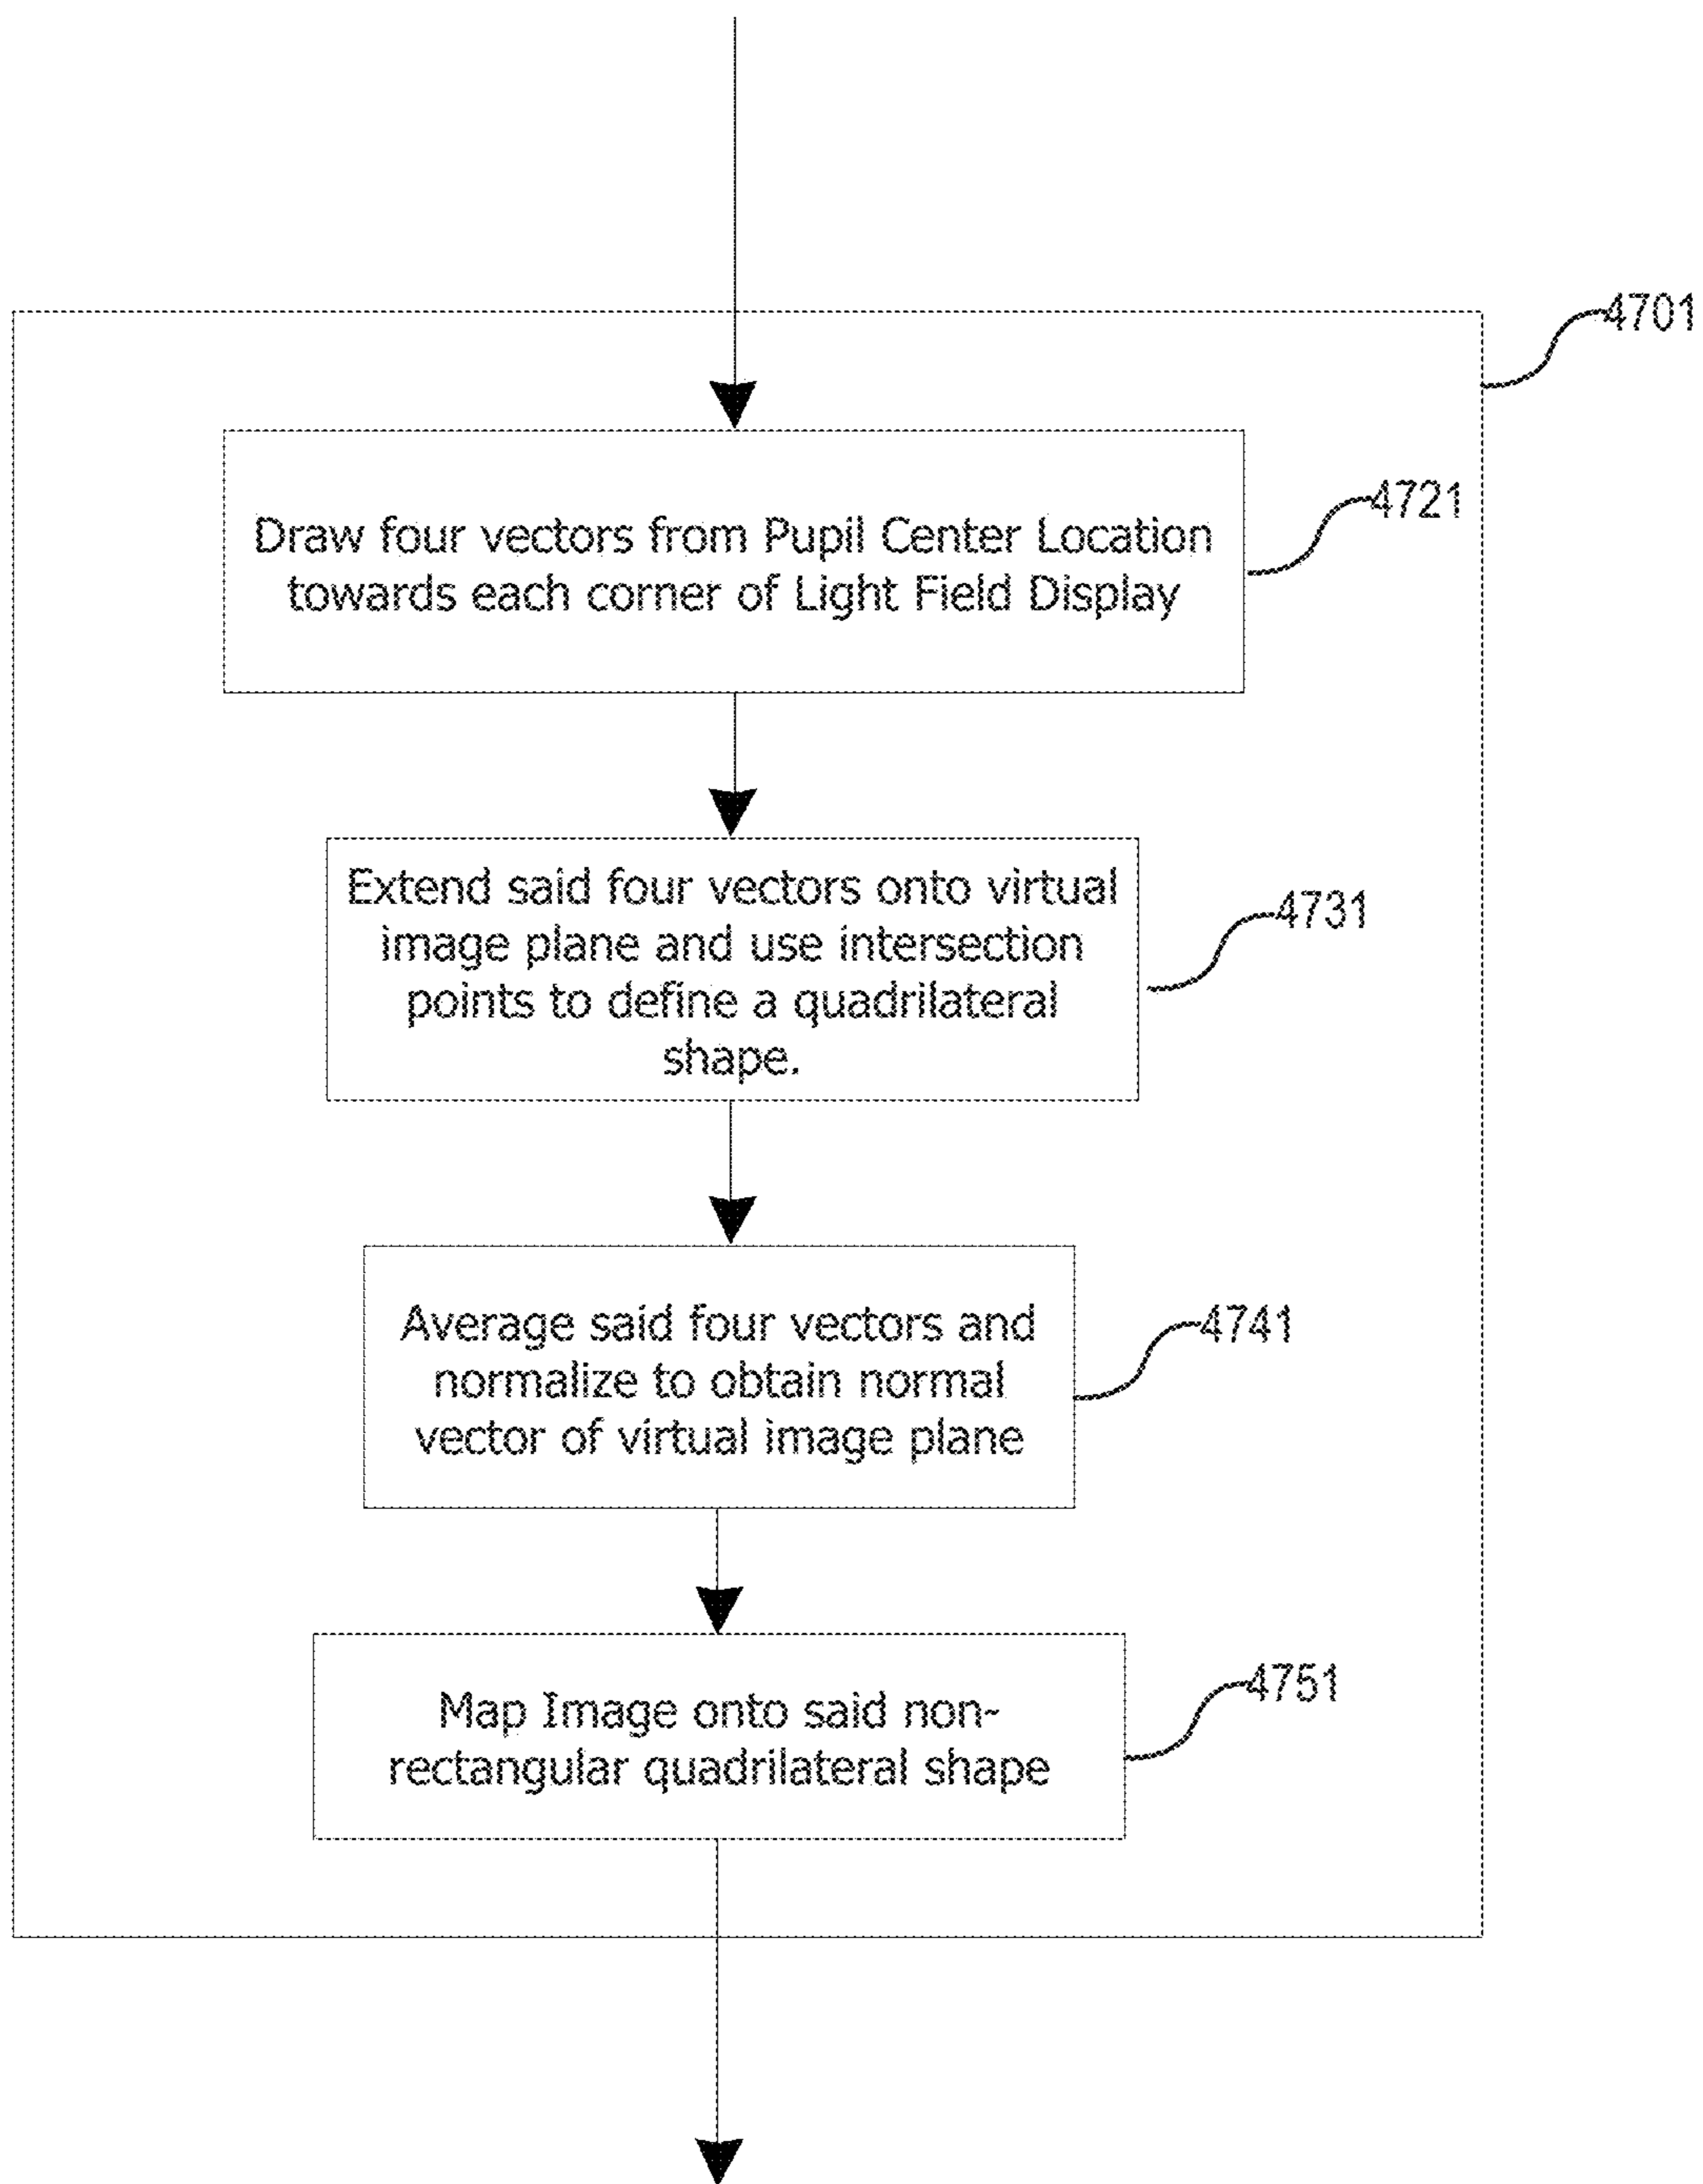 4701
Draw four vectors from Pupil Center Location
towards each corner of Light Field Display
4721
Extend said four vectors onto virtual
image plane and use intersection
points to define a quadrilateral
shape.
4731
Average said four vectors and
normalize to obtain normal
vector of virtual image plane
4741
Map Image onto said non-
rectangular quadrilateral shape
4751